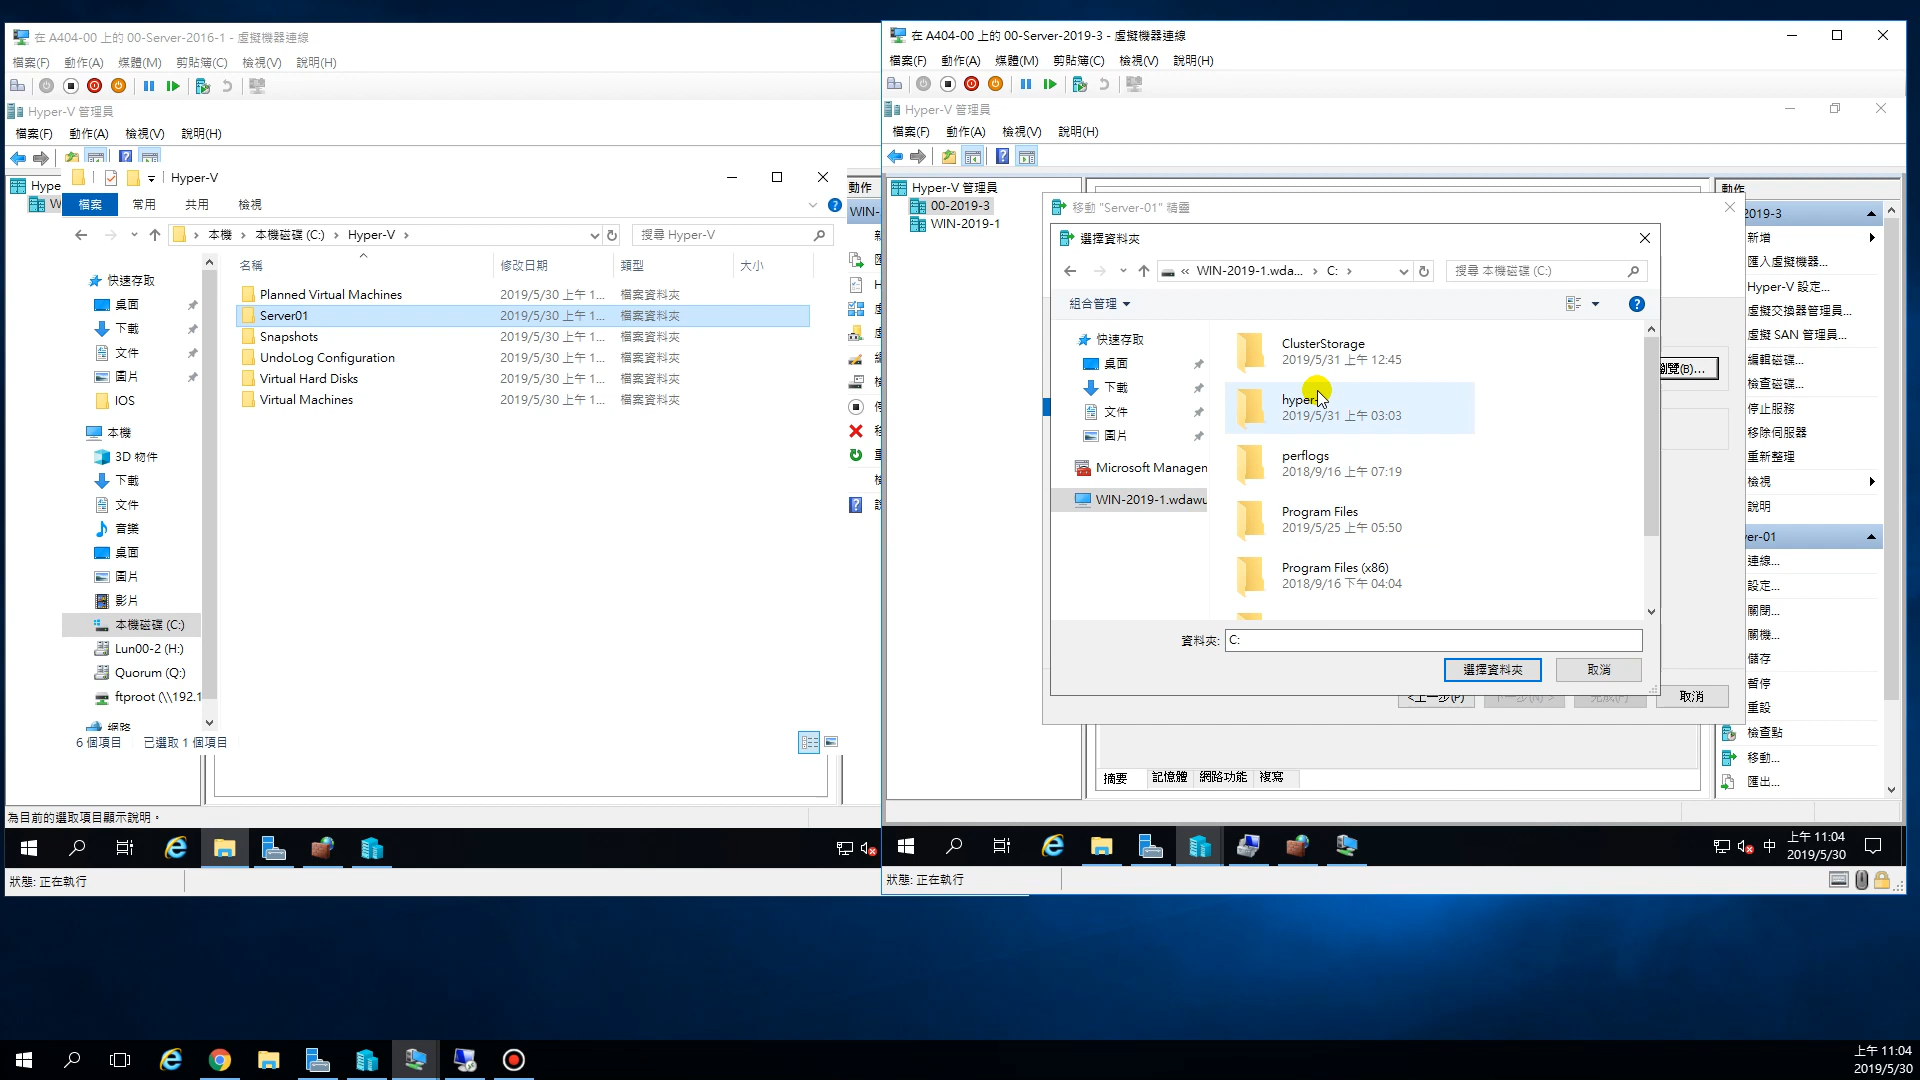 在 A404-00 上的 00-Server-2016-1 - 虛擬機器連線
檔案(F) 動作(A) 媒體(M) 剪貼簿(C) 檢視(V) 說明(H)
Hyper-V 管理員
檔案(F) 動作(A) 檢視(V) 說明(H)
Hype
W
動作
WIN-
Hyper-V
檔案 常用 共用 檢視
本機 本機磁碟 (C:) Hyper-V
搜尋 Hyper-V
快速存取
桌面
下載
文件
圖片
IOS
本機
3D 物件
下載
文件
音樂
桌面
圖片
影片
本機磁碟 (C:)
Lun00-2 (H:)
Quorum (Q:)
ftproot (\\192.1
網路
名稱 修改日期 類型 大小
Planned Virtual Machines 2019/5/30 上午 1... 檔案資料夾
Server01 2019/5/30 上午 1... 檔案資料夾
Snapshots 2019/5/30 上午 1... 檔案資料夾
UndoLog Configuration 2019/5/30 上午 1... 檔案資料夾
Virtual Hard Disks 2019/5/30 上午 1... 檔案資料夾
Virtual Machines 2019/5/30 上午 1... 檔案資料夾
6 個項目 已選取 1 個項目
為目前的選取項目顯示說明。
狀態: 正在執行
在 A404-00 上的 00-Server-2019-3 - 虛擬機器連線
檔案(F) 動作(A) 媒體(M) 剪貼簿(C) 檢視(V) 說明(H)
Hyper-V 管理員
檔案(F) 動作(A) 檢視(V) 說明(H)
Hyper-V 管理員
00-2019-3
WIN-2019-1
移動 "Server-01" 精靈
選擇資料夾
« WIN-2019-1.wda... C:
搜尋 本機磁碟 (C:)
組合管理
快速存取
桌面
下載
文件
圖片
Microsoft Managen
WIN-2019-1.wdawu
ClusterStorage
2019/5/31 上午 12:45
hyper
2019/5/31 上午 03:03
perflogs
2018/9/16 上午 07:19
Program Files
2019/5/25 上午 05:50
Program Files (x86)
2018/9/16 下午 04:04
資料夾: C:
選擇資料夾 取消
瀏覽(B)...
<上一步(P) 下一步(N) > 完成(F) 取消
摘要 記憶體 網路功能 複寫
動作
2019-3
新增
匯入虛擬機器...
Hyper-V 設定...
虛擬交換器管理員...
虛擬 SAN 管理員...
編輯磁碟...
檢查磁碟...
停止服務
移除伺服器
重新整理
檢視
說明
ver-01
連線...
設定...
關閉...
關機...
儲存
暫停
重設
檢查點
移動...
匯出...
中
上午 11:04
2019/5/30
狀態: 正在執行
上午 11:04
2019/5/30